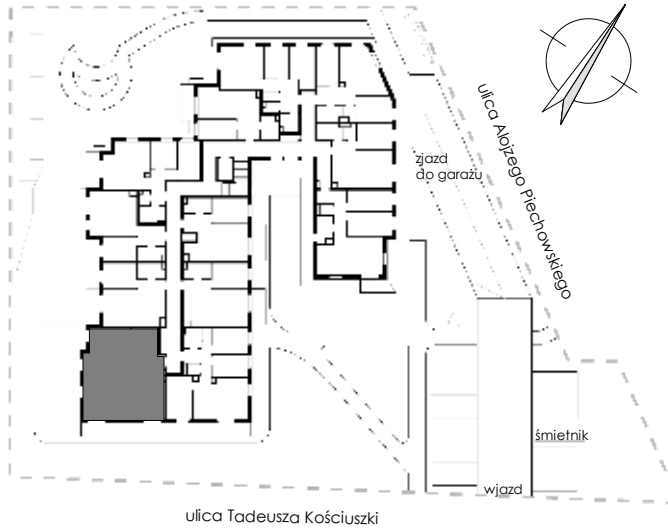 ulica Alojzego Piechowskiego
zjazd
do garażu
śmietnik
wjazd
ulica Tadeusza Kościuszki